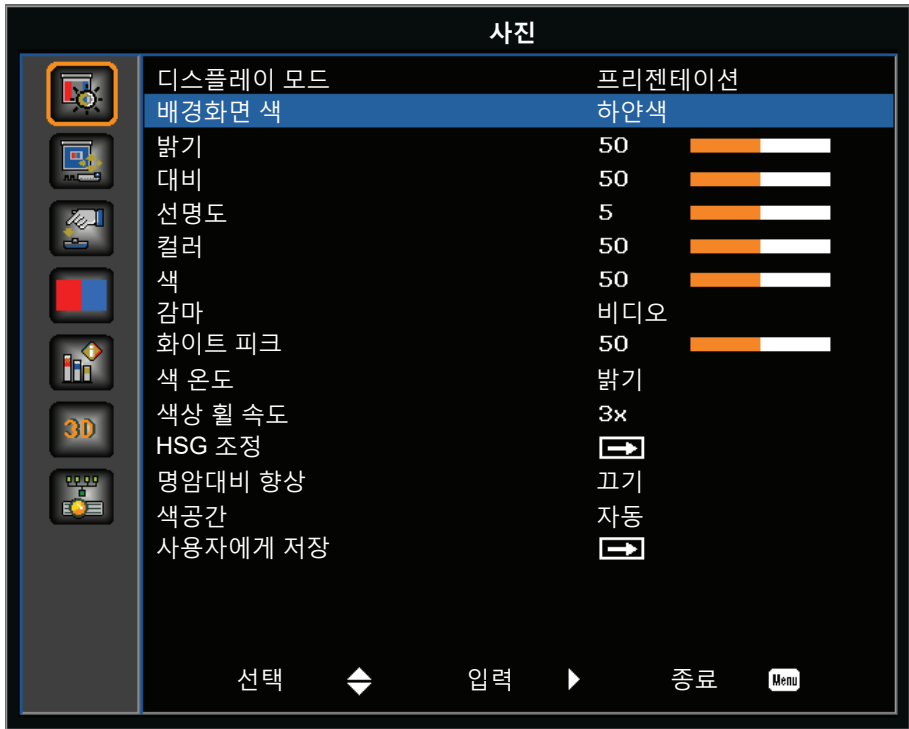 사진
디스플레이 모드 프리젠테이션
배경화면 색 하얀색
밝기 50
대비 50
선명도 5
컬러 50
색 50
감마 비디오
화이트 피크 50
색 온도 밝기
색상 휠 속도 3x
3D
HSG 조정
명암대비 향상 끄기
색공간 자동
사용자에게 저장
선택 입력 종료 Menu